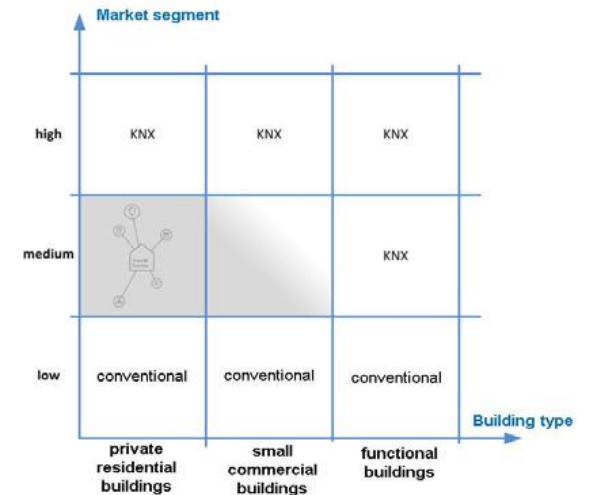 Market segment
high
KNX
KNX
KNX
medium
KNX
low
conventional
conventional
conventional
Building type
private
residential
buildings
small
commercial
buildings
functional
buildings